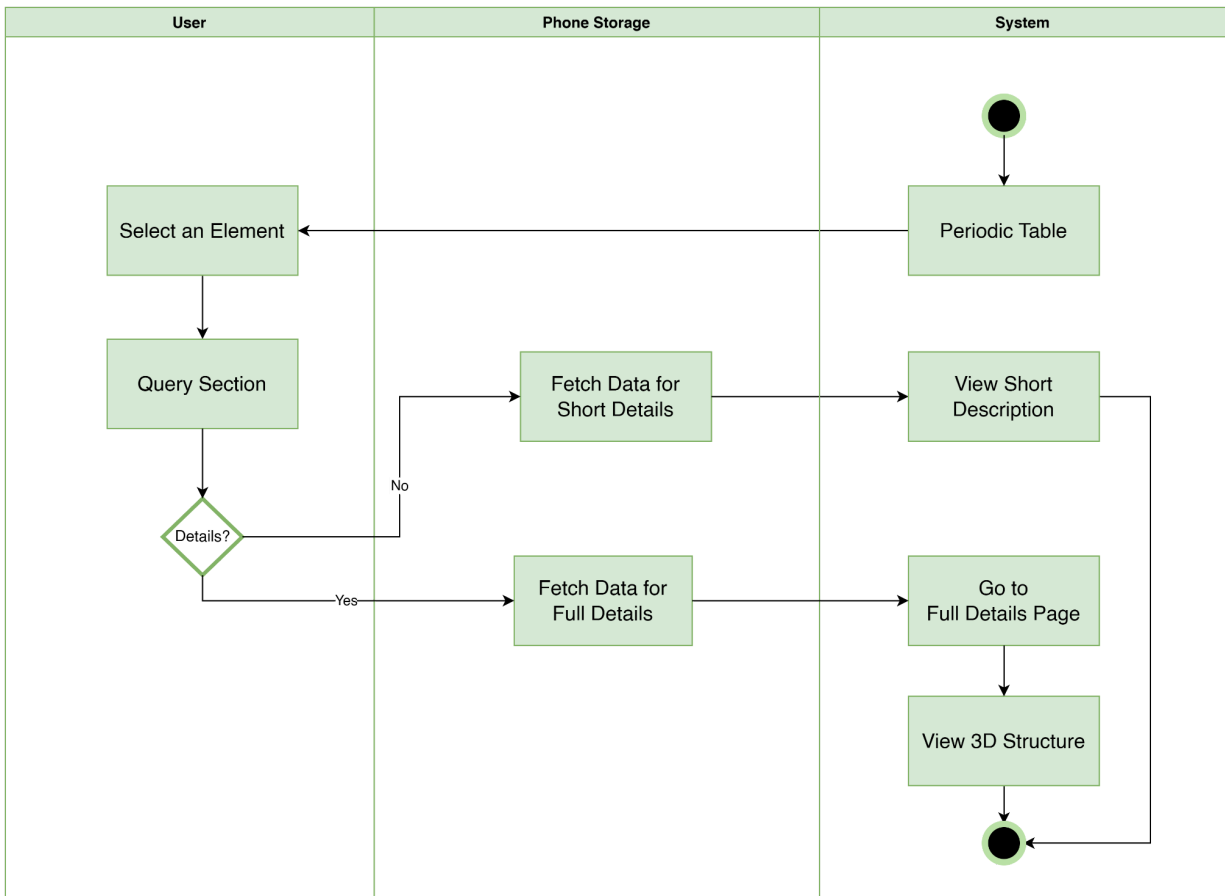 User
Phone Storage
System
Select an Element
Periodic Table
Query Section
Fetch Data for
Short Details
View Short
Description
No
Details?
Yes
Fetch Data for
Full Details
Go to
Full Details Page
View 3D Structure